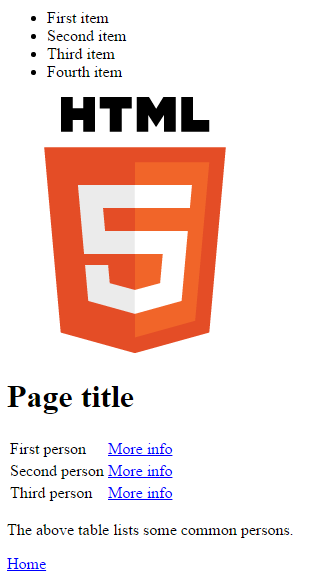 First item
Second item
Third item
Fourth item
HTML
5
Page title
First person More info
Second person More info
Third person More info
The above table lists some common persons.
Home